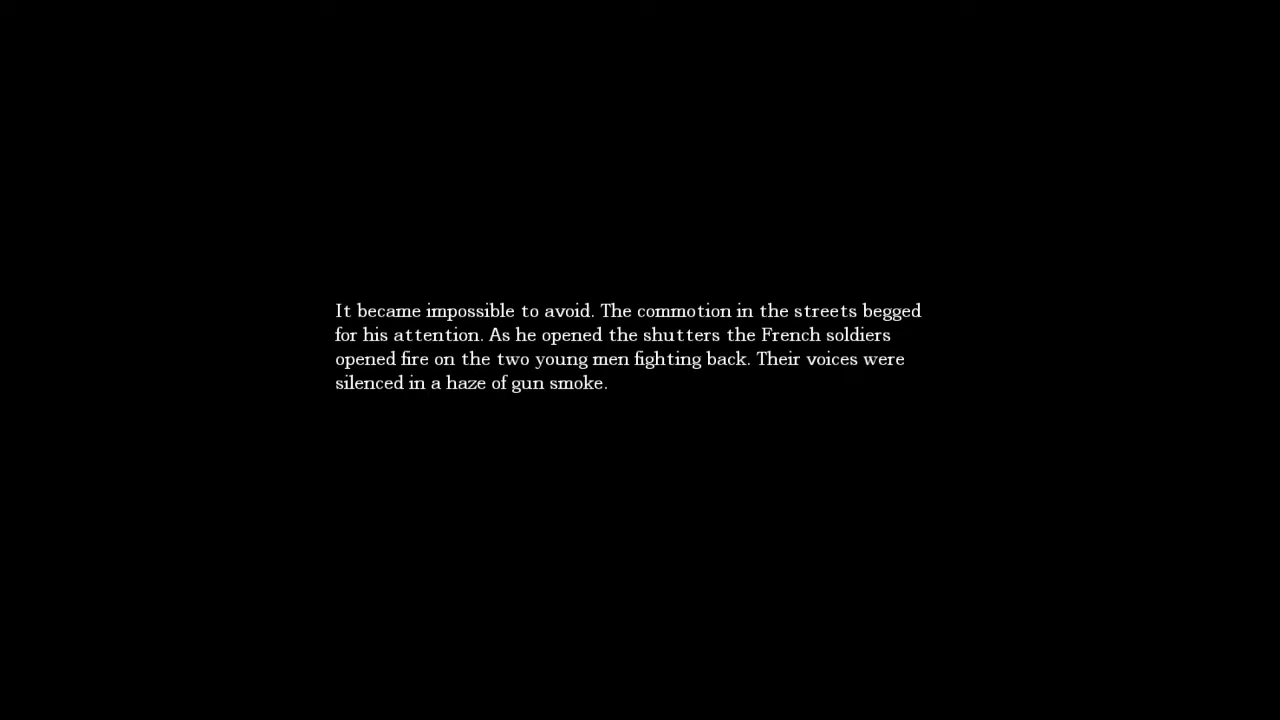 It became impossible to avoid. The commotion in the streets begged
for his attention. As he opened the shutters the French soldiers
opened fire on the two young men fighting back. Their voices were
silenced in a haze of gun smoke.